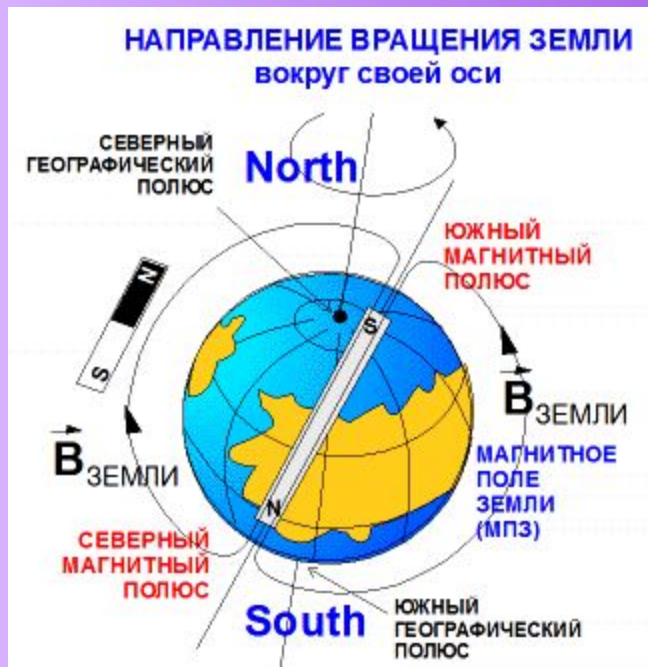 НАПРАВЛЕНИЕ ВРАЩЕНИЯ ЗЕМЛИ
вокруг своей оси
СЕВЕРНЫЙ
ГЕОГРАФИЧЕСКИЙ
ПОЛЮС
North
ЮЖНЫЙ
МАГНИТНЫЙ
ПОЛЮС
N
S
S
B ЗЕМЛИ
B ЗЕМЛИ
МАГНИТНОЕ
ПОЛЕ
ЗЕМЛИ
(МПЗ)
N
СЕВЕРНЫЙ
МАГНИТНЫЙ
ПОЛЮС
South
ЮЖНЫЙ
ГЕОГРАФИЧЕСКИЙ
ПОЛЮС